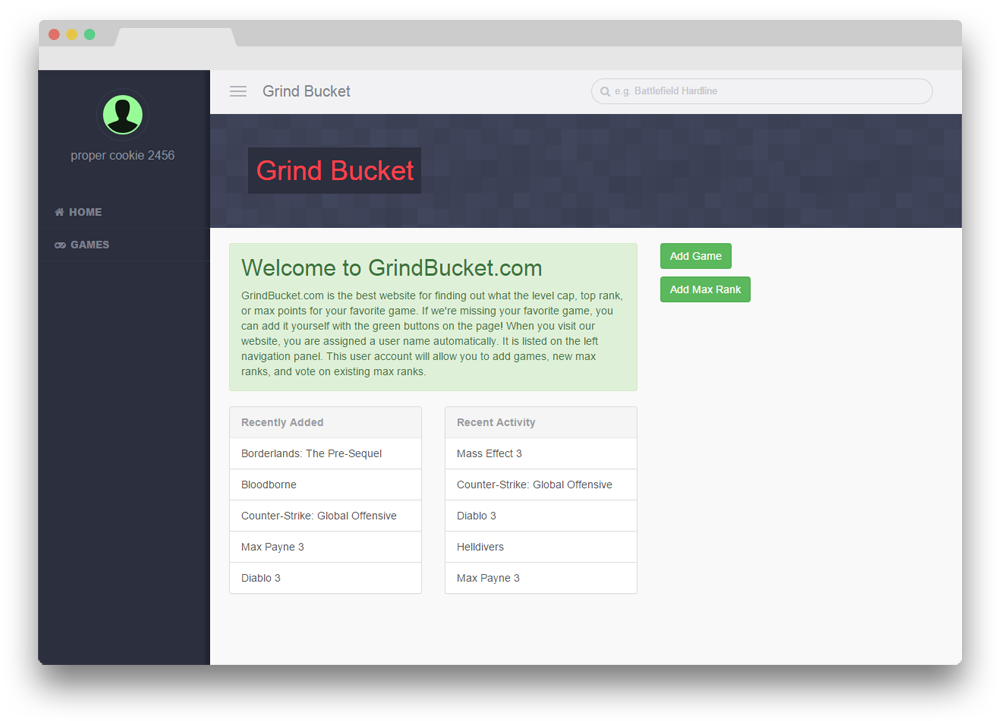 Grind Bucket
e.g. Battlefield Hardline
proper cookie 2456
HOME
GAMES
Grind Bucket
Welcome to GrindBucket.com
GrindBucket.com is the best website for finding out what the level cap, top rank,
or max points for your favorite game. If we're missing your favorite game, you
can add it yourself with the green buttons on the page! When you visit our
website, you are assigned a user name automatically. It is listed on the left
navigation panel. This user account will allow you to add games, new max
ranks, and vote on existing max ranks.
Add Game
Add Max Rank
Recently Added
Borderlands: The Pre-Sequel
Bloodborne
Counter-Strike: Global Offensive
Max Payne 3
Diablo 3
Recent Activity
Mass Effect 3
Counter-Strike: Global Offensive
Diablo 3
Helldivers
Max Payne 3